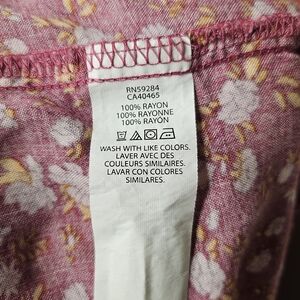 RN59284
CA40465
100% RAYON
100% RAYONNE
100% RAYON
WASH WITH LIKE COLORS.
LAVER AVEC DES
COULEURS SIMILAIRES.
LAVAR CON COLORES
SIMILARES.